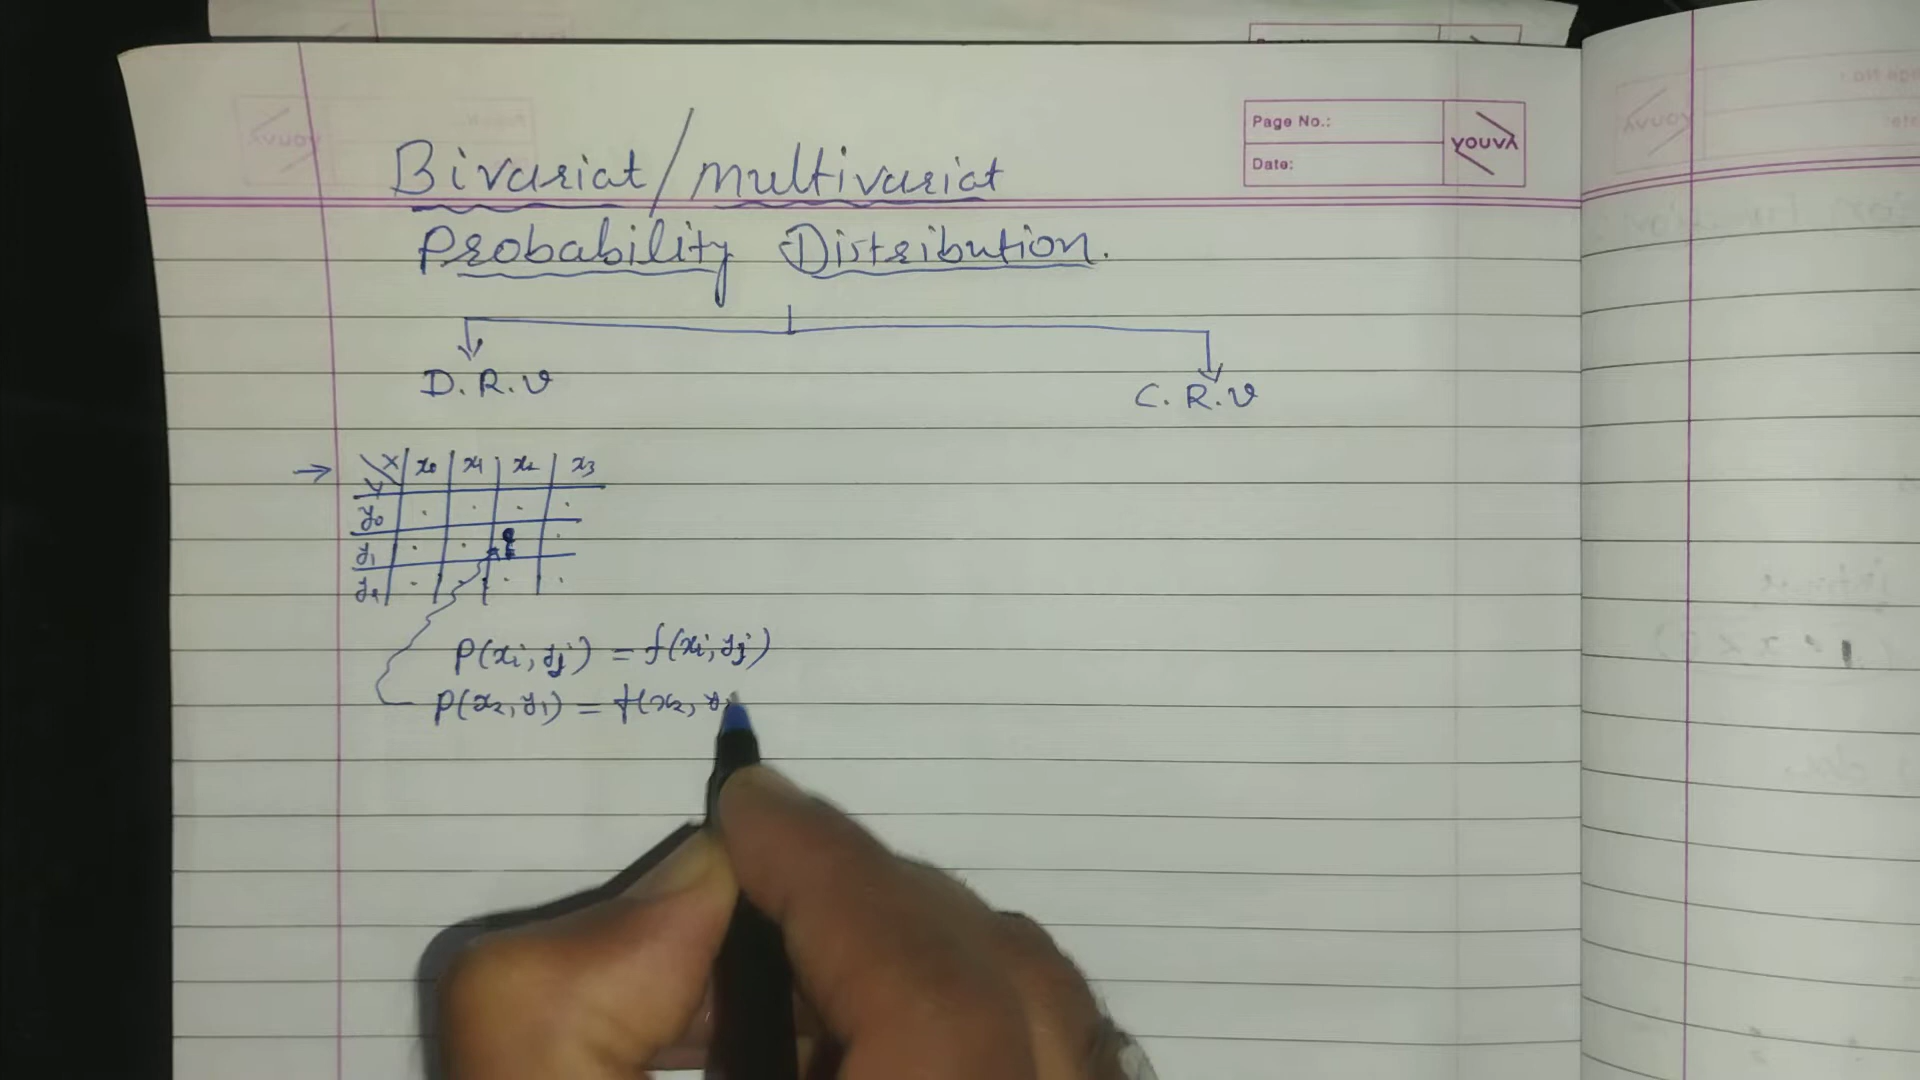 Page No.:
Date:
YOUVA
Bivariat/multivariat
Probability Distribution.
D.R.V
C.R.V
→ X x0 x1 x2 x3
Y
y0 . . . .
y1 . . .
y2 . . . .
P(xi, yj) = f(xi, yj)
P(x2, y1) = f(x2, y